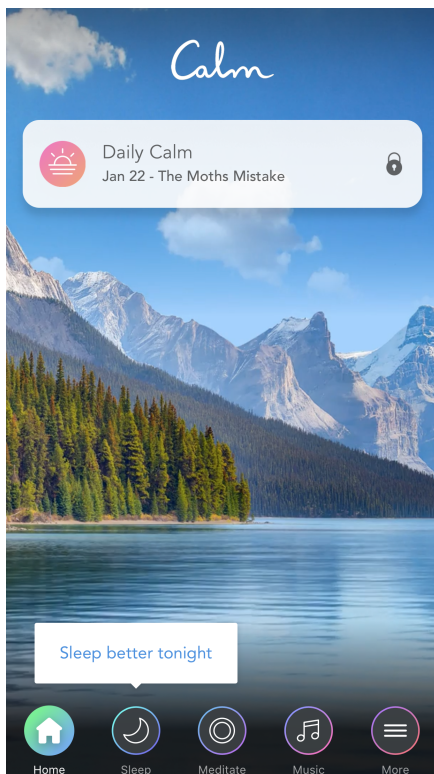 Calm
Daily Calm
Jan 22 - The Moths Mistake
Sleep better tonight
Home
Sleep
Meditate
Music
More